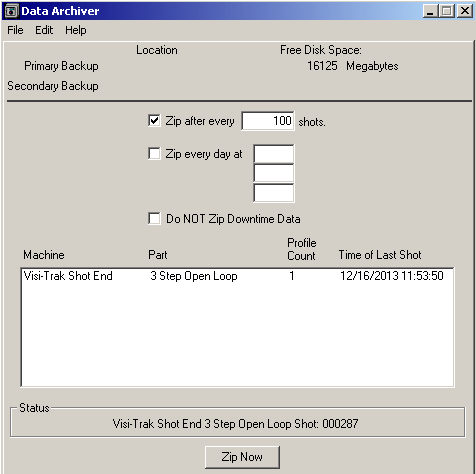 Data Archiver
File Edit Help
Location Free Disk Space:
Primary Backup 16125 Megabytes
Secondary Backup
Zip after every 100 shots.
Zip every day at
Do NOT Zip Downtime Data
Machine Part Profile Count Time of Last Shot
Visi-Trak Shot End 3 Step Open Loop 1 12/16/2013 11:53:50
Status
Visi-Trak Shot End 3 Step Open Loop Shot: 000287
Zip Now